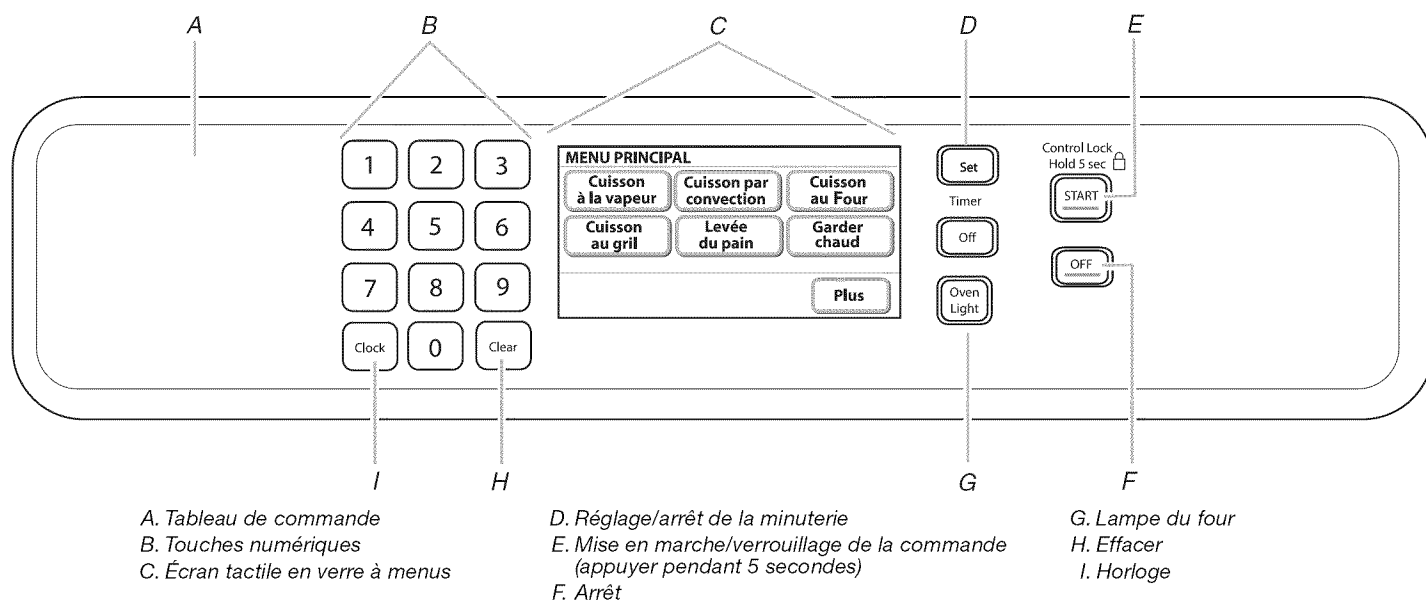 A
B
C
D
E
1
2
3
4
5
6
7
8
9
Clock
0
Clear
MENU PRINCIPAL
Cuisson
à la vapeur
Cuisson par
convection
Cuisson
au Four
Cuisson
au gril
Levée
du pain
Garder
chaud
Plus
Set
Timer
Off
Oven
Light
Control Lock
Hold 5 sec
START
OFF
I
H
G
F
A. Tableau de commande
B. Touches numériques
C. Écran tactile en verre à menus
D. Réglage/arrêt de la minuterie
E. Mise en marche/verrouillage de la commande
(appuyer pendant 5 secondes)
F. Arrêt
G. Lampe du four
H. Effacer
I. Horloge